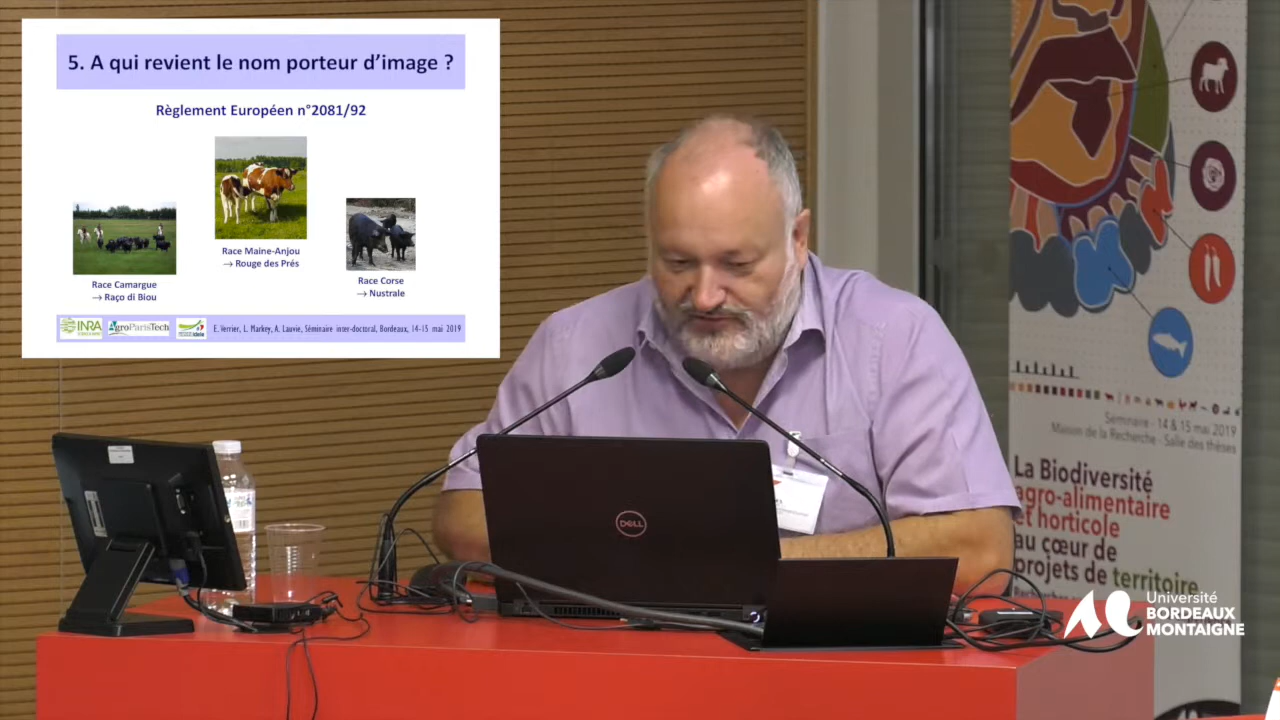 5. A qui revient le nom porteur d'image ?
Règlement Européen n°2081/92
Race Maine-Anjou
→ Rouge des Prés
Race Camargue
→ Raço di Biou
Race Corse
→ Nustrale
INRA
AgroParisTech
E. Verrier, L. Markey, A. Lauvie, Séminaire inter-doctoral, Bordeaux, 14-15 mai 2019
DELL
Séminaire - 14 & 15 mai 2019
Maison de la Recherche - Salle des thèses
La Biodiversité
agro-alimentaire
et horticole
au cœur de
projets de territoire
Université
BORDEAUX
MONTAIGNE